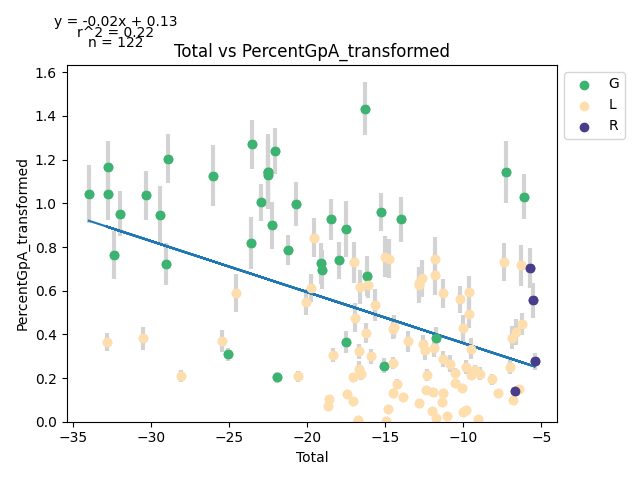 y = -0.02x + 0.13
r^2 = 0.22
n = 122
Total vs PercentGpA_transformed
G
L
R
PercentGpA_transformed
1.6
1.4
1.2
1.0
0.8
0.6
0.4
0.2
0.0
−35 −30 −25 −20 −15 −10 −5
Total